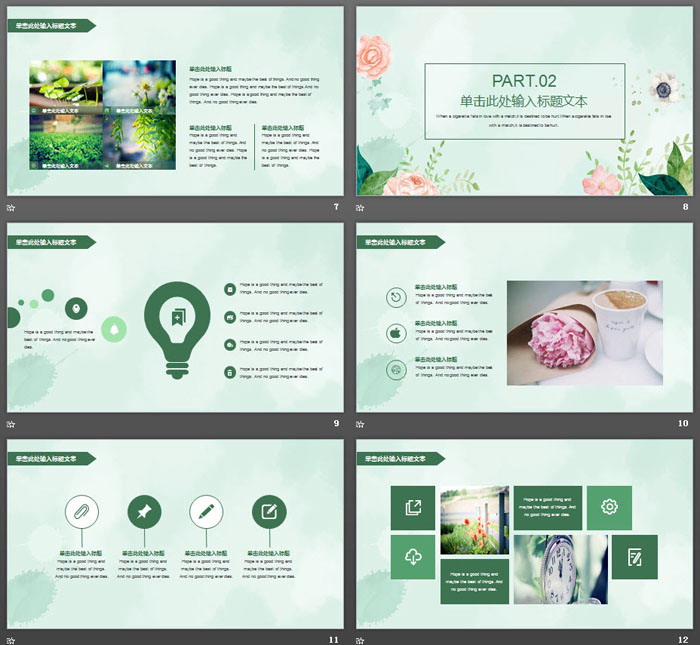 单击此处输入标题文本
单击此处输入标题
Hope is a good thing and maybe the best of things. And no good thing
ever dies. Hope is a good thing and maybe the best of things.And no
good thing ever dies. Hope is a good thing and maybe the best of
things. And no good thing ever dies.
单击此处输入文本
单击此处输入文本
单击此处输入文本
单击此处输入文本
单击此处输入标题
Hope is a good thing and
maybe the best of things.
And no good thing ever
dies. Hope is a good thing
and maybe the best of
things.
单击此处输入标题
Hope is a good thing and
maybe the best of things.
And no good thing ever
dies. Hope is a good thing
and maybe the best of
things.
7
PART.02
单击此处输入标题文本
When a cigarette falls in love with a match,it is destined to be hurt.When a cigarette falls in love
with a match,it is destined to be hurt.
8
单击此处输入标题文本
Hope is a good thing and maybe the
best of things. And no good thing ever
dies.
Hope is a good thing and maybe the best of
things. And no good thing ever dies.
Hope is a good thing and maybe the best of
things. And no good thing ever dies.
Hope is a good thing and maybe the best of
things. And no good thing ever dies.
Hope is a good thing and maybe the best of
things. And no good thing ever dies.
9
单击此处输入标题文本
单击此处输入标题
Hope is a good thing and maybe the best
of things. And no good thing ever dies.
单击此处输入标题
Hope is a good thing and maybe the best
of things. And no good thing ever dies.
单击此处输入标题
Hope is a good thing and maybe the best
of things. And no good thing ever dies.
10
单击此处输入标题文本
单击此处输入标题
Hope is a good thing and
maybe the best of things.
And no good thing ever dies.
单击此处输入标题
Hope is a good thing and
maybe the best of things.
And no good thing ever dies.
单击此处输入标题
Hope is a good thing and
maybe the best of things.
And no good thing ever dies.
单击此处输入标题
Hope is a good thing and
maybe the best of things.
And no good thing ever dies.
11
单击此处输入标题文本
Hope is a good thing and
maybe the best of things.
And no good thing ever dies.
Hope is a good thing and
maybe the best of things.
And no good thing ever dies.
12